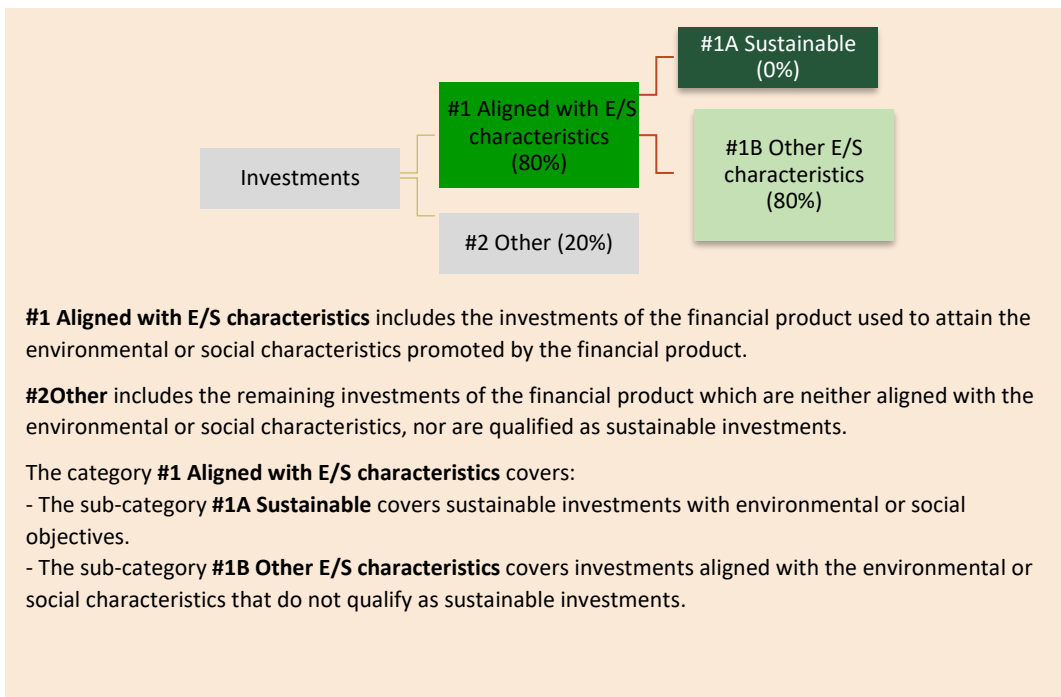 #1A Sustainable
(0%)
#1 Aligned with E/S
characteristics
(80%)
#1B Other E/S
characteristics
(80%)
Investments
#2 Other (20%)
#1 Aligned with E/S characteristics includes the investments of the financial product used to attain the
environmental or social characteristics promoted by the financial product.
#2Other includes the remaining investments of the financial product which are neither aligned with the
environmental or social characteristics, nor are qualified as sustainable investments.
The category #1 Aligned with E/S characteristics covers:
- The sub-category #1A Sustainable covers sustainable investments with environmental or social
objectives.
- The sub-category #1B Other E/S characteristics covers investments aligned with the environmental or
social characteristics that do not qualify as sustainable investments.